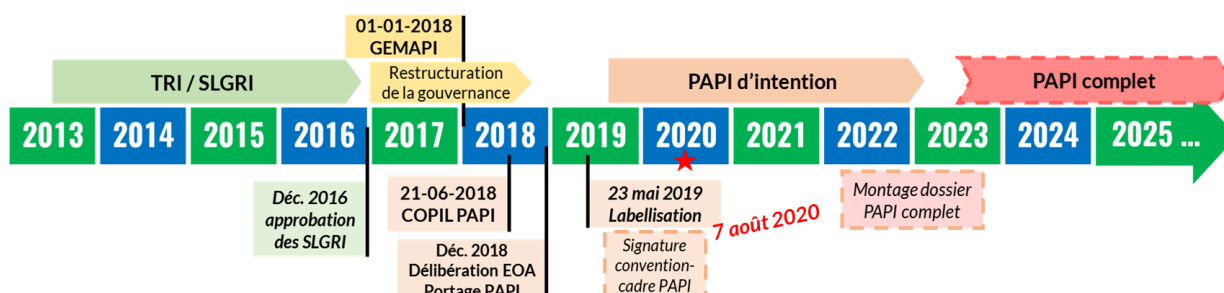 01-01-2018
GEMAPI
TRI / SLGRI
Restructuration
de la gouvernance
PAPI d'intention
PAPI complet
2013
2014
2015
2016
2017
2018
2019
2020
2021
2022
2023
2024
2025 ...
Déc. 2016
approbation
des SLGRI
21-06-2018
COPIL PAPI
Déc. 2018
Délibération EOA
Portage PAPI
23 mai 2019
Labellisation
Signature
convention-
cadre PAPI
7 août 2020
Montage dossier
PAPI complet